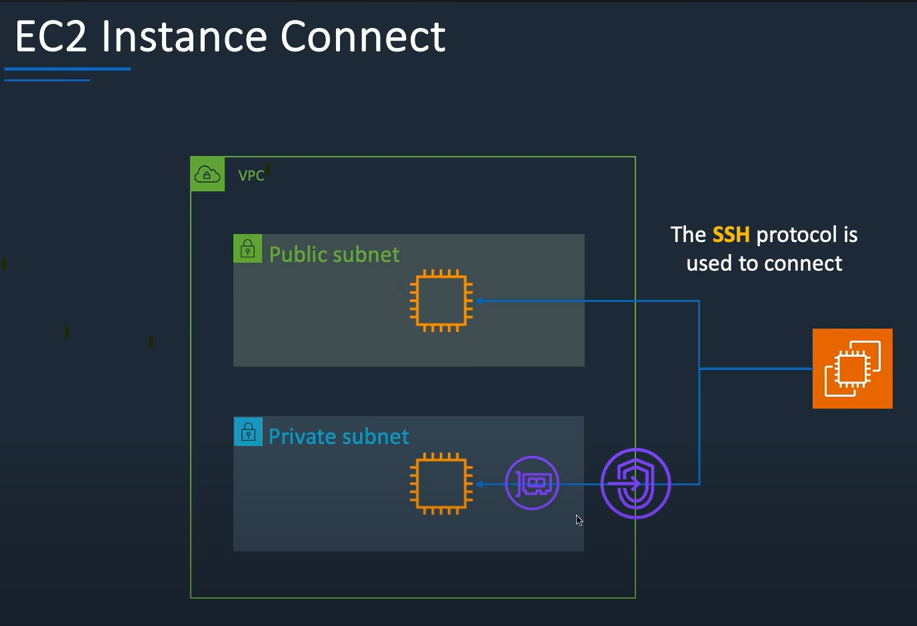 EC2 Instance Connect
VPC
Public subnet
The SSH protocol is
used to connect
Private subnet